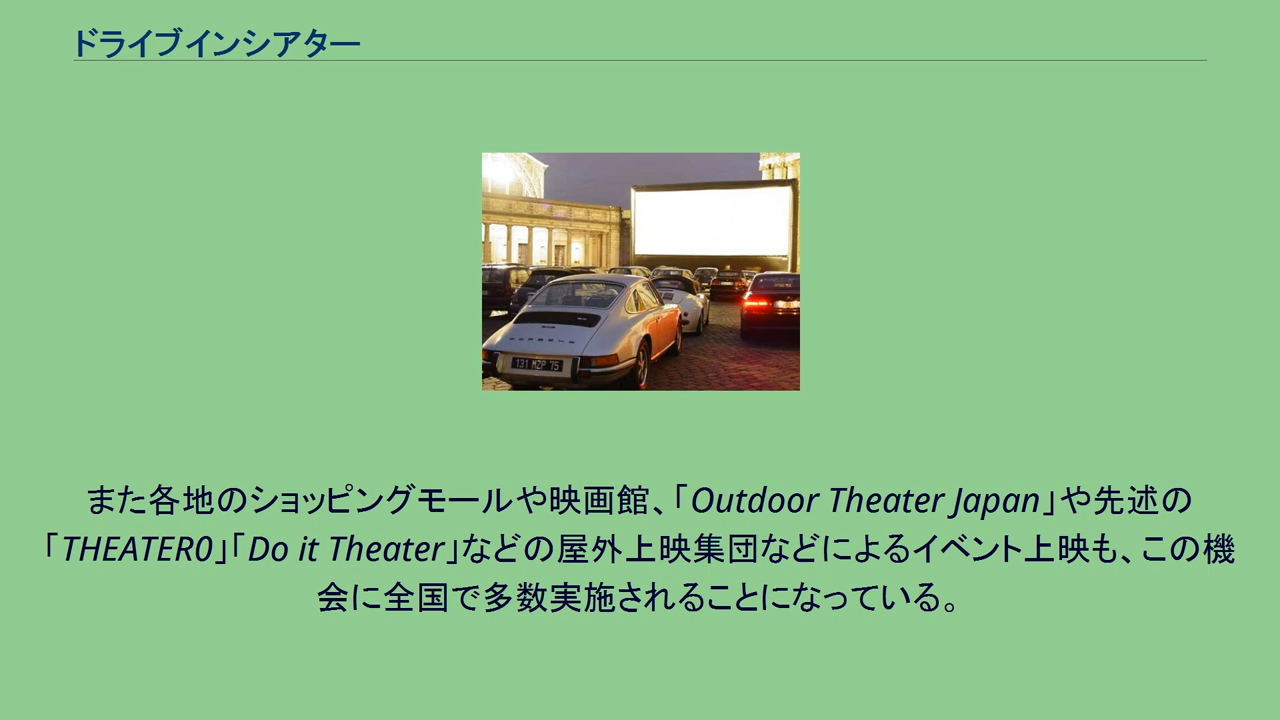 ドライブインシアター
PORSCHE
131 MZP 75
また各地のショッピングモールや映画館、「Outdoor Theater Japan」や先述の
「THEATER0」「Do it Theater」などの屋外上映集団などによるイベント上映も、この機
会に全国で多数実施されることになっている。